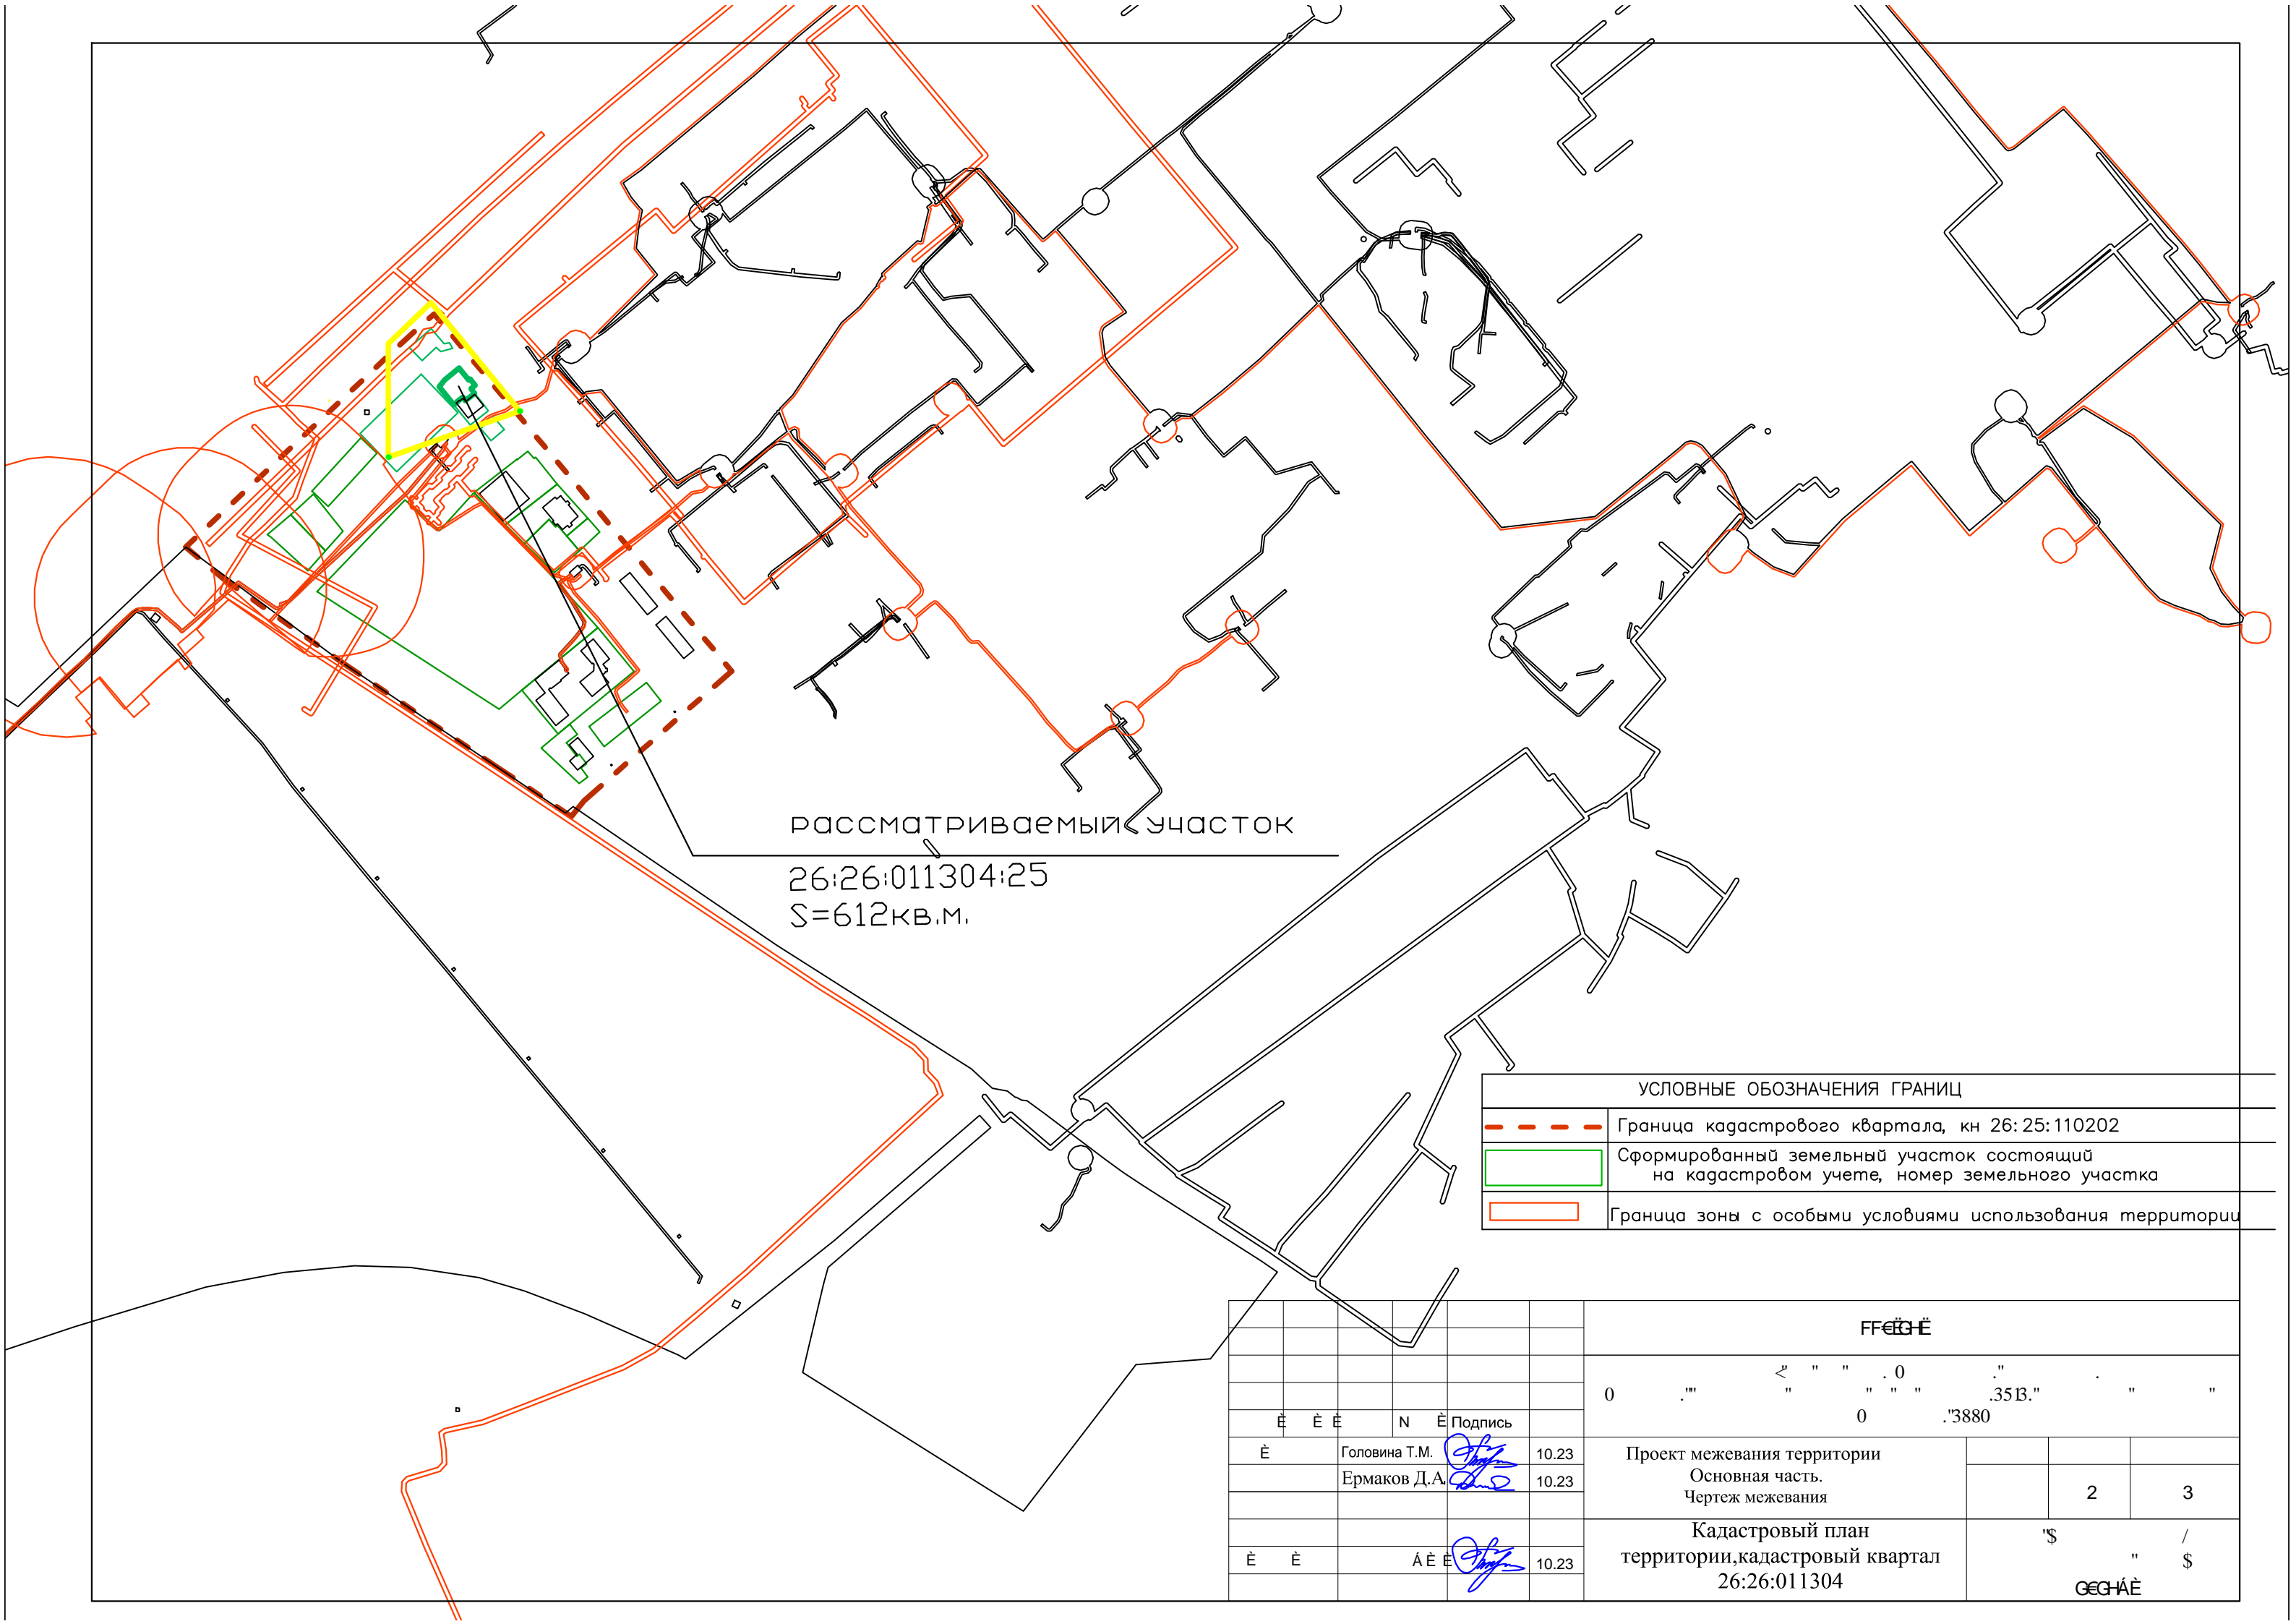 рассматриваемый участок
26:26:011304:25
S=612кв.м.
УСЛОВНЫЕ ОБОЗНАЧЕНИЯ ГРАНИЦ
Граница кадастрового квартала, кн 26:25:110202
Сформированный земельный участок состоящий
на кадастровом учете, номер земельного участка
Граница зоны с особыми условиями использования территории
Подпись
Головина Т.М. 10.23
Ермаков Д.А. 10.23
10.23
Проект межевания территории
Основная часть.
Чертеж межевания
2 3
Кадастровый план
территории,кадастровый квартал
26:26:011304